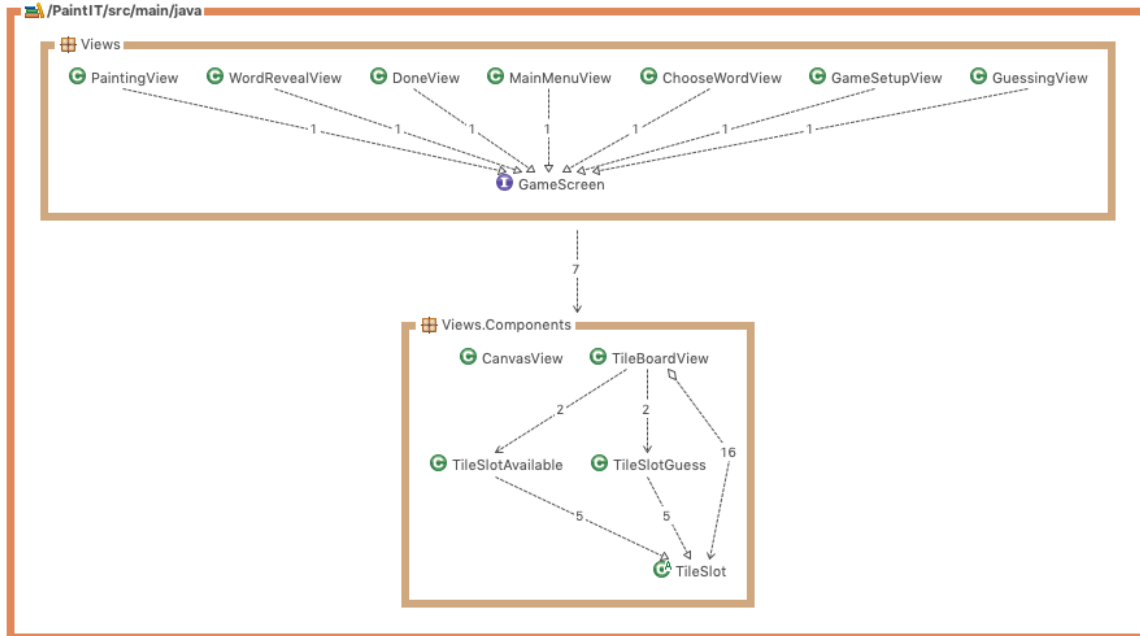 /PaintIT/src/main/java
Views
C PaintingView C WordRevealView C DoneView C MainMenuView C ChooseWordView C GameSetupView C GuessingView
1 1 1 1 1 1 1
I GameScreen
7
Views.Components
C CanvasView C TileBoardView
2 2
16
C TileSlotAvailable C TileSlotGuess
5 5
C A TileSlot